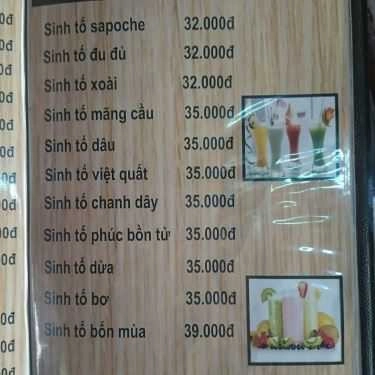 Sinh tố sapoche 32.000đ
Sinh tố đu đủ 32.000đ
Sinh tố xoài 32.000đ
Sinh tố mãng cầu 35.000đ
Sinh tố dâu 35.000đ
Sinh tố việt quất 35.000đ
Sinh tố chanh dây 35.000đ
Sinh tố phúc bồn tử 35.000đ
Sinh tố dừa 35.000đ
Sinh tố bơ 35.000đ
Sinh tố bốn mùa 39.000đ